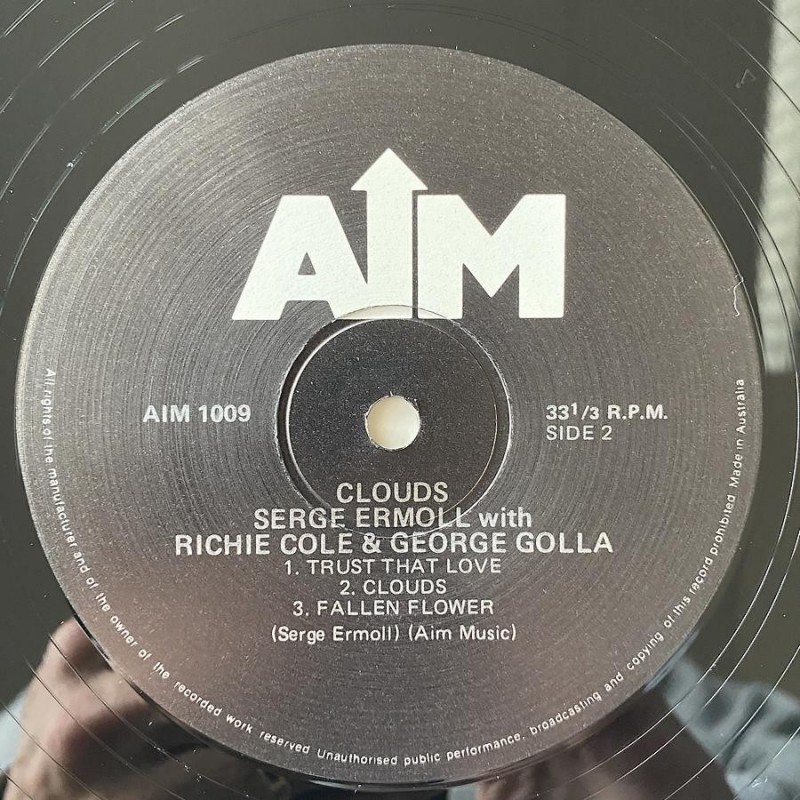 AIM
AIM 1009
33 1/3 R.P.M.
SIDE 2
CLOUDS
SERGE ERMOLL with
RICHIE COLE & GEORGE GOLLA
1. TRUST THAT LOVE
2. CLOUDS
3. FALLEN FLOWER
(Serge Ermoll) (Aim Music)
All rights of the manufacturer and of the owner of the recorded work reserved Unauthorised public performance, broadcasting and copying of this record prohibited Made in Australia